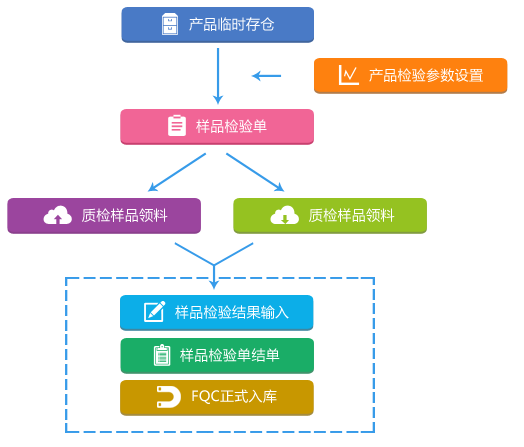 产品临时存仓
产品检验参数设置
样品检验单
质检样品领料
质检样品领料
样品检验结果输入
样品检验单结单
FQC正式入库